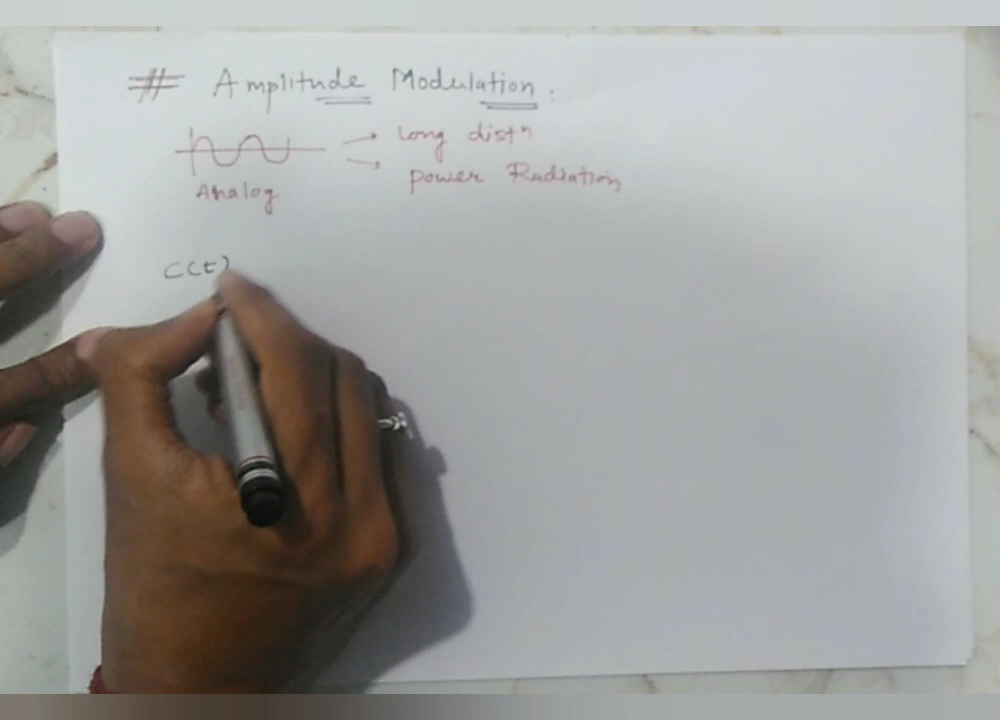 # Amplitude Modulation :
Long distn
Power Radiation
Analog
C(t)